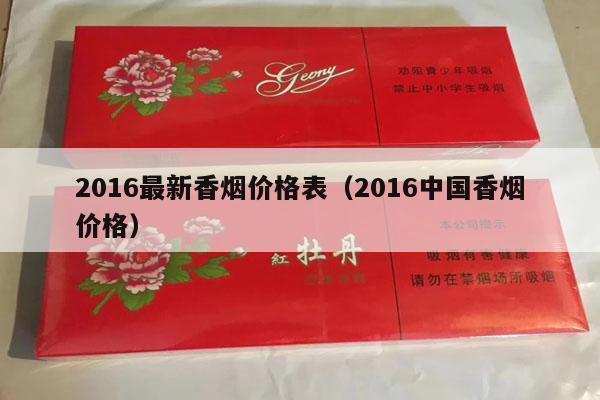 Geony
劝阻青少年吸烟
禁止中小学生吸烟
2016最新香烟价格表（2016中国香烟
价格）
本公司提示
紅 牡丹
吸烟有害健康
请勿在禁烟场所吸烟